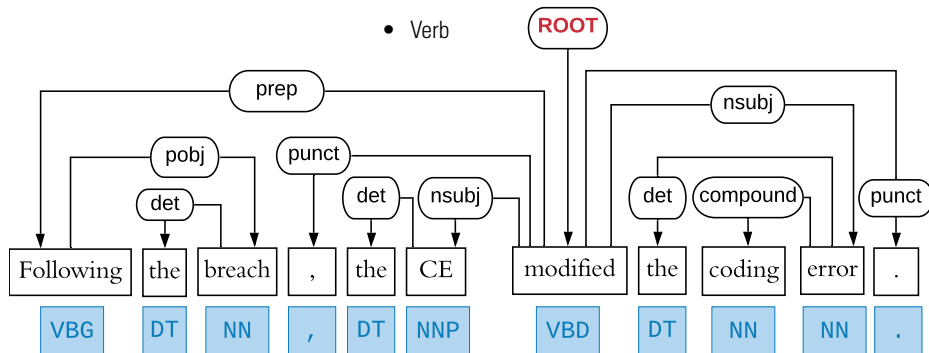 • Verb
ROOT
prep
nsubj
pobj
punct
det
det
nsubj
det
compound
punct
Following the breach , the CE modified the coding error .
VBG DT NN , DT NNP VBD DT NN NN .